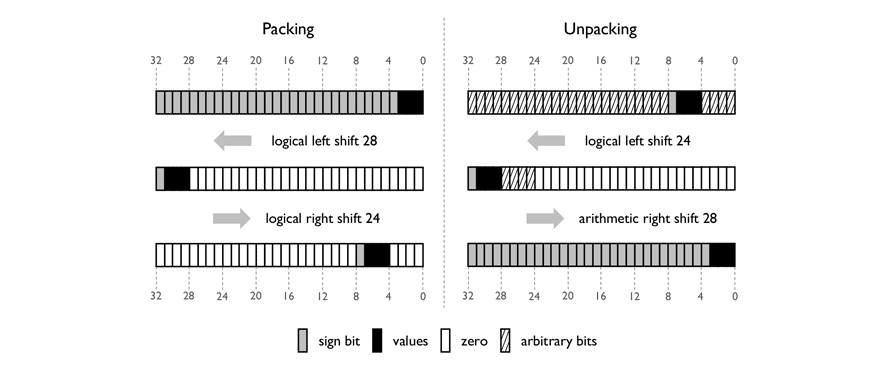 Packing
Unpacking
32 28 24 20 16 12 8 4 0
32 28 24 20 16 12 8 4 0
logical left shift 28
logical left shift 24
logical right shift 24
arithmetic right shift 28
32 28 24 20 16 12 8 4 0
32 28 24 20 16 12 8 4 0
sign bit values zero arbitrary bits